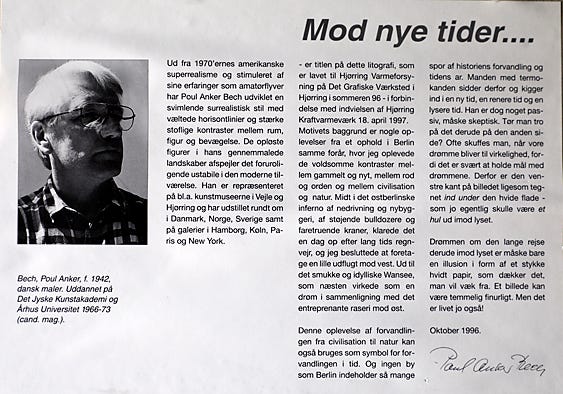 Mod nye tider....
Ud fra 1970'ernes amerikanske
superrealisme og stimuleret af
sine erfaringer som amatørflyver
har Poul Anker Bech udviklet en
svimlende surrealistisk stil med
væltede horisontlinier og stærke
stoflige kontraster mellem rum,
figur og bevægelse. De opløste
figurer i hans gennemmalede
landskaber afspejler det foruroli-
gende ustabile i den moderne til-
værelse. Han er repræsenteret
på bl.a. kunstmuseerne i Vejle og
Hjørring og har udstillet rundt om
i Danmark, Norge, Sverige samt
på galerier i Hamborg, Køln, Pa-
ris og New York.
Bech, Poul Anker, f. 1942,
dansk maler. Uddannet på
Det Jyske Kunstakademi og
Århus Universitet 1966-73
(cand. mag.).
- er titlen på dette litografi, som
er lavet til Hjørring Varmeforsy-
ning på Det Grafiske Værksted i
Hjørring i sommeren 96 - i forbin-
delse med indvielsen af Hjørring
Kraftvarmeværk 18. april 1997.
Motivets baggrund er nogle op-
levelser fra et ophold i Berlin
samme forår, hvor jeg oplevede
de voldsomme kontraster mel-
lem gammelt og nyt, mellem rod
og orden og mellem civilisation
og natur. Midt i det østberlinske
inferno af nedrivning og nybyg-
geri, af støjende bulldozere og
faretruende kraner, klarede det
en dag op efter lang tids regn-
vejr, og jeg besluttede at foreta-
ge en lille udflugt mod vest. Ud til
det smukke og idylliske Wansee,
som næsten virkede som en
drøm i sammenligning med det
entreprenante raseri mod øst.
Denne oplevelse af forvandlin-
gen fra civilisation til natur kan
også bruges som symbol for for-
vandlingen i tid. Og ingen by
som Berlin indeholder så mange
spor af historiens forvandling og
tidens ar. Manden med termo-
kanden sidder derfor og kigger
ind i en ny tid, en renere tid og en
lysere tid. Han er dog noget pas-
siv, måske skeptisk. Tør man tro
på det derude på den anden si-
de? Ofte skuffes man, når vore
drømme bliver til virkelighed, for-
di det er svært at holde mål med
drømmene. Derfor er den ven-
stre kant på billedet ligesom teg-
net ind under den hvide flade -
som jo egentlig skulle være et
hul ud imod lyset.
Drømmen om den lange rejse
derude imod lyset er måske bare
en illusion i form af et stykke
hvidt papir, som dækker det,
man vil væk fra. Et billede kan
være temmelig finurligt. Men det
er livet jo også!
Oktober 1996.
Poul Anker Bech